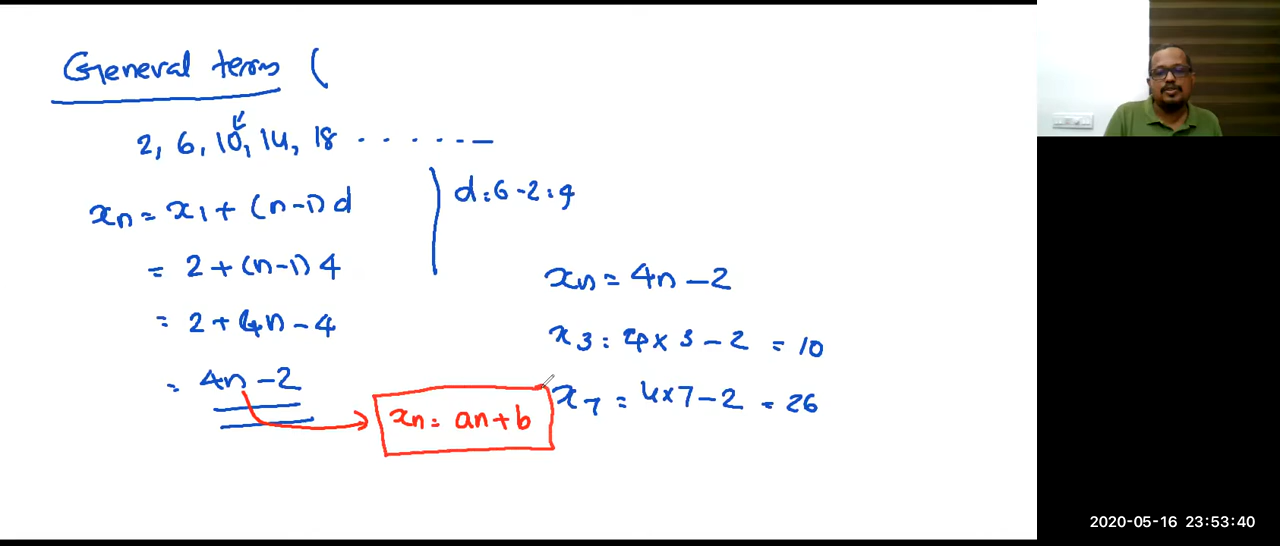 General terms (
2, 6, 10, 14, 18 . . . . . . –
xn = x1 + (n-1) d
d = 6 - 2 = 4
= 2 + (n-1) 4
= 2 + 4n - 4
= 4n - 2
xn = an + b
xn = 4n - 2
x3 = 4 x 3 - 2 = 10
x7 = 4x7 - 2 = 26
2020-05-16 23:53:40